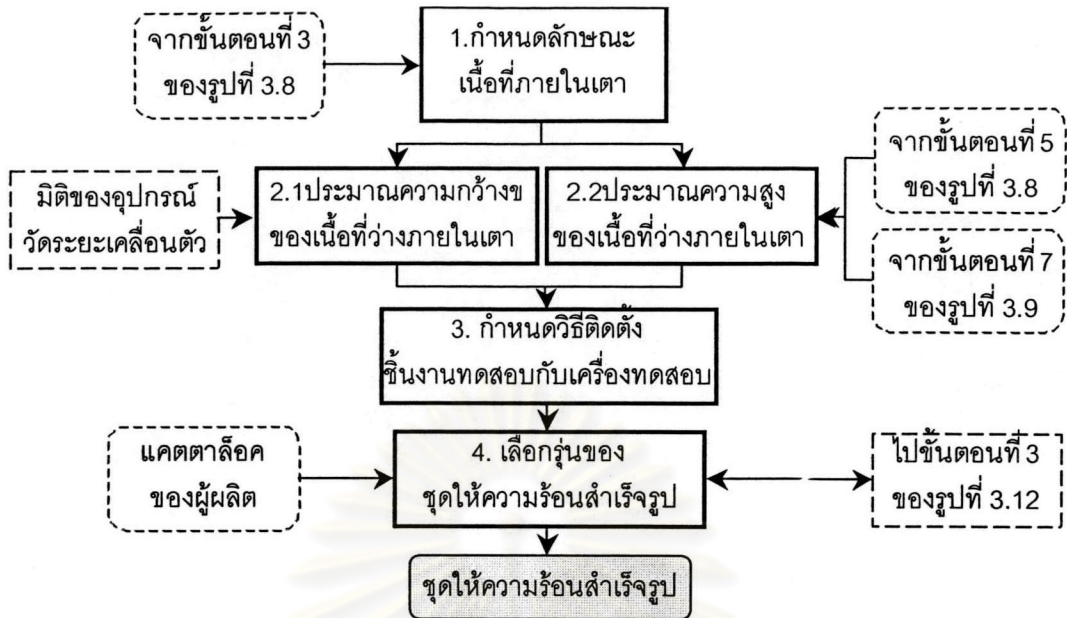 จากขั้นตอนที่ 3
ของรูปที่ 3.8
1.กำหนดลักษณะ
เนื้อที่ภายในเตา
มิติของอุปกรณ์
วัดระยะเคลื่อนตัว
2.1ประมาณความกว้างข
ของเนื้อที่ว่างภายในเตา
2.2ประมาณความสูง
ของเนื้อที่ว่างภายในเตา
จากขั้นตอนที่ 5
ของรูปที่ 3.8
จากขั้นตอนที่ 7
ของรูปที่ 3.9
3. กำหนดวิธีติดตั้ง
ชิ้นงานทดสอบกับเครื่องทดสอบ
แคตตาล็อค
ของผู้ผลิต
4. เลือกรุ่นของ
ชุดให้ความร้อนสำเร็จรูป
ไปขั้นตอนที่ 3
ของรูปที่ 3.12
ชุดให้ความร้อนสำเร็จรูป